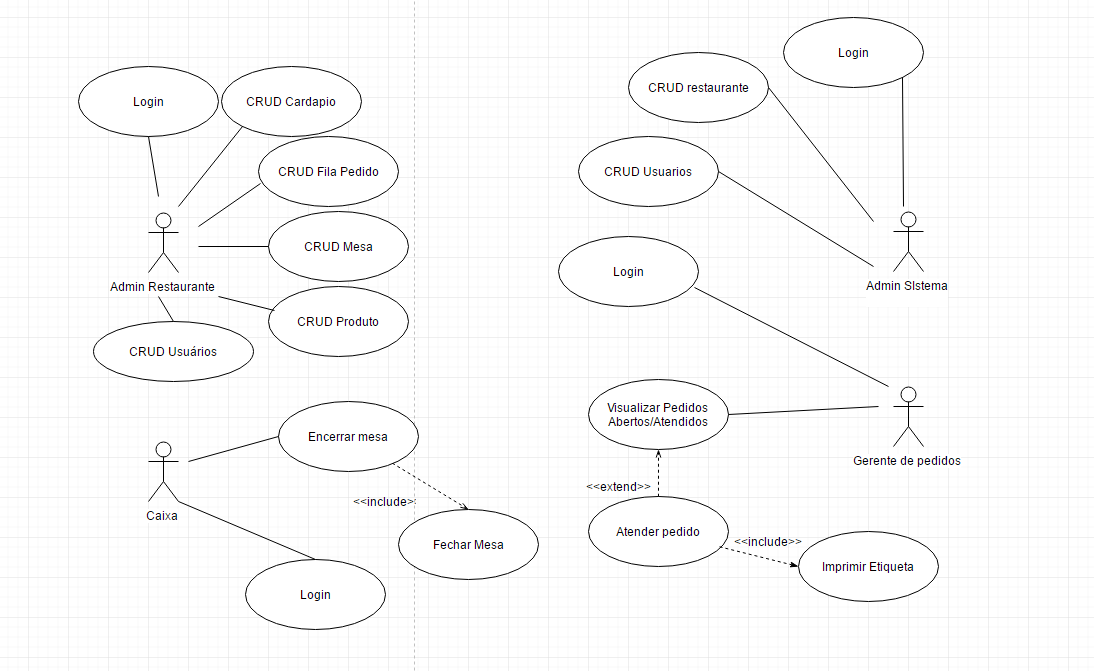 Login
CRUD restaurante
Login
CRUD Cardapio
CRUD Fila Pedido
CRUD Usuarios
CRUD Mesa
Login
Admin Restaurante
Admin SIstema
CRUD Produto
CRUD Usuários
Visualizar Pedidos
Abertos/Atendidos
Encerrar mesa
Gerente de pedidos
<<extend>>
<<include>
Caixa
Atender pedido
<<include>>
Fechar Mesa
Imprimir Etiqueta
Login